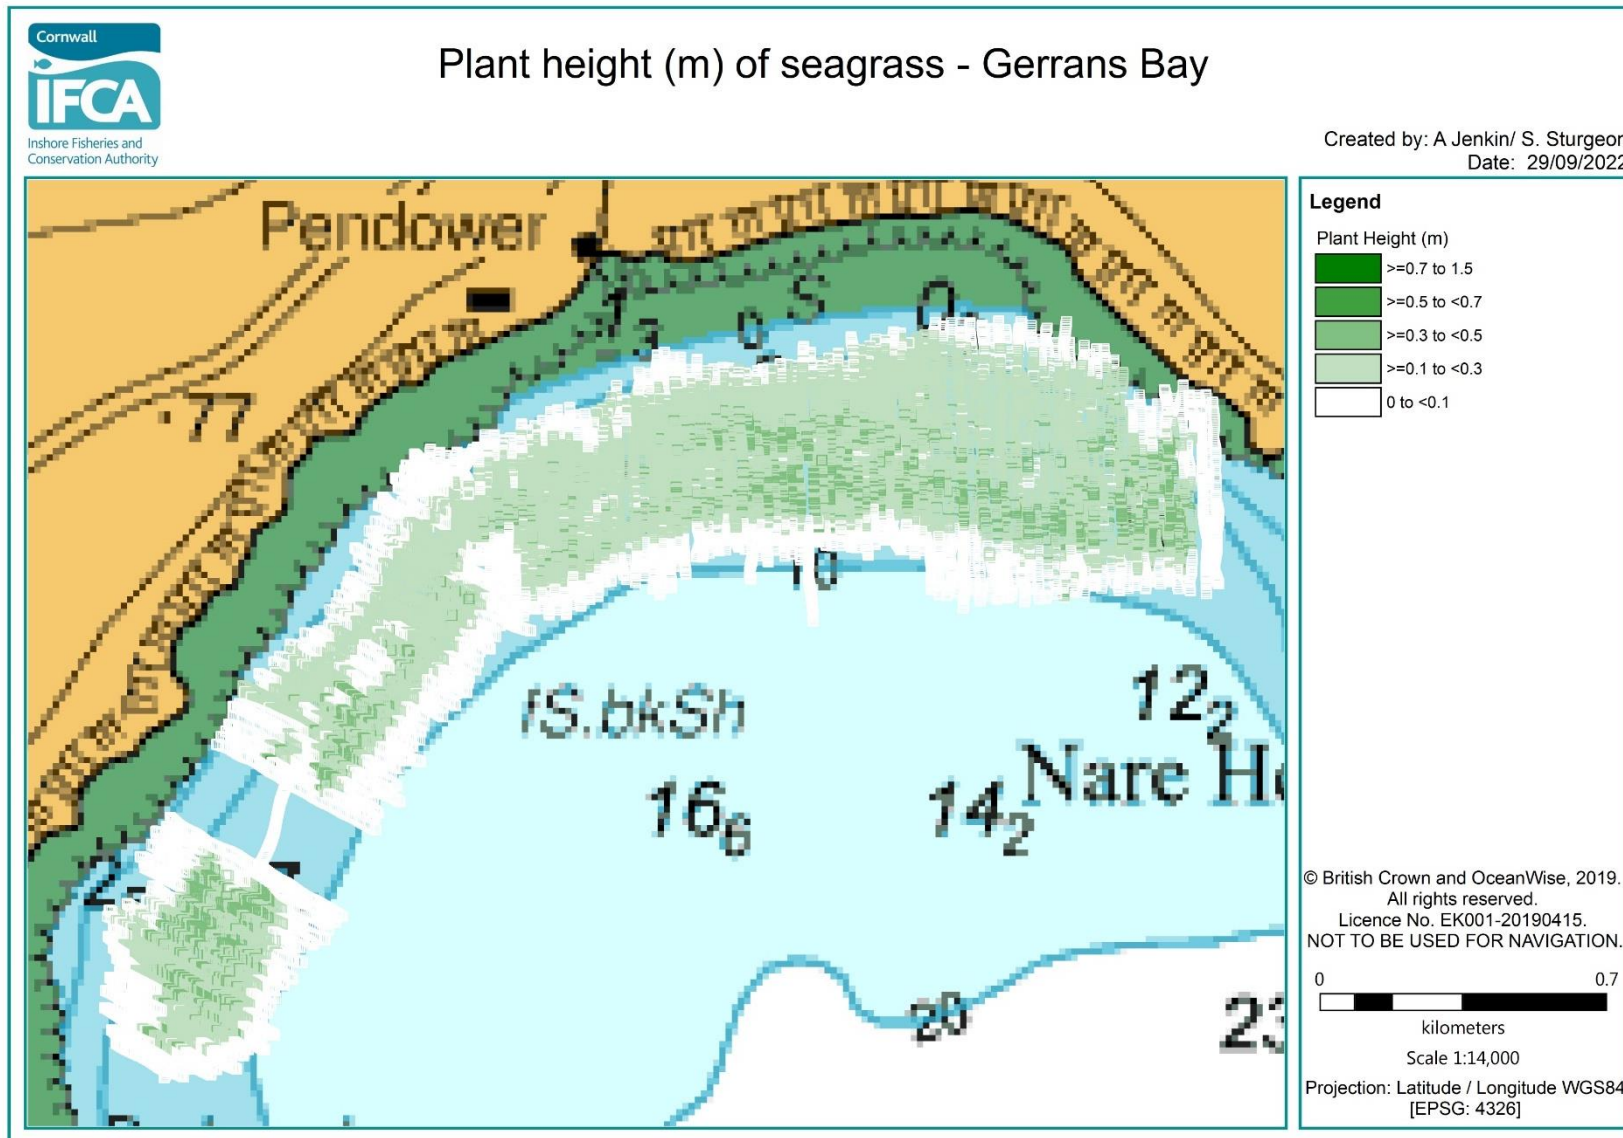 Cornwall
IFCA
Inshore Fisheries and
Conservation Authority
Plant height (m) of seagrass - Gerrans Bay
Created by: A Jenkin/ S. Sturgeon
Date: 29/09/2022
Pendower
77
S
10
fS.bkSh
12 2
Nare
16 6
14 2
20
23
Legend
Plant Height (m)
>=0.7 to 1.5
>=0.5 to <0.7
>=0.3 to <0.5
>=0.1 to <0.3
0 to <0.1
© British Crown and OceanWise, 2019.
All rights reserved.
Licence No. EK001-20190415.
NOT TO BE USED FOR NAVIGATION.
0 0.7
kilometers
Scale 1:14,000
Projection: Latitude / Longitude WGS84
[EPSG: 4326]